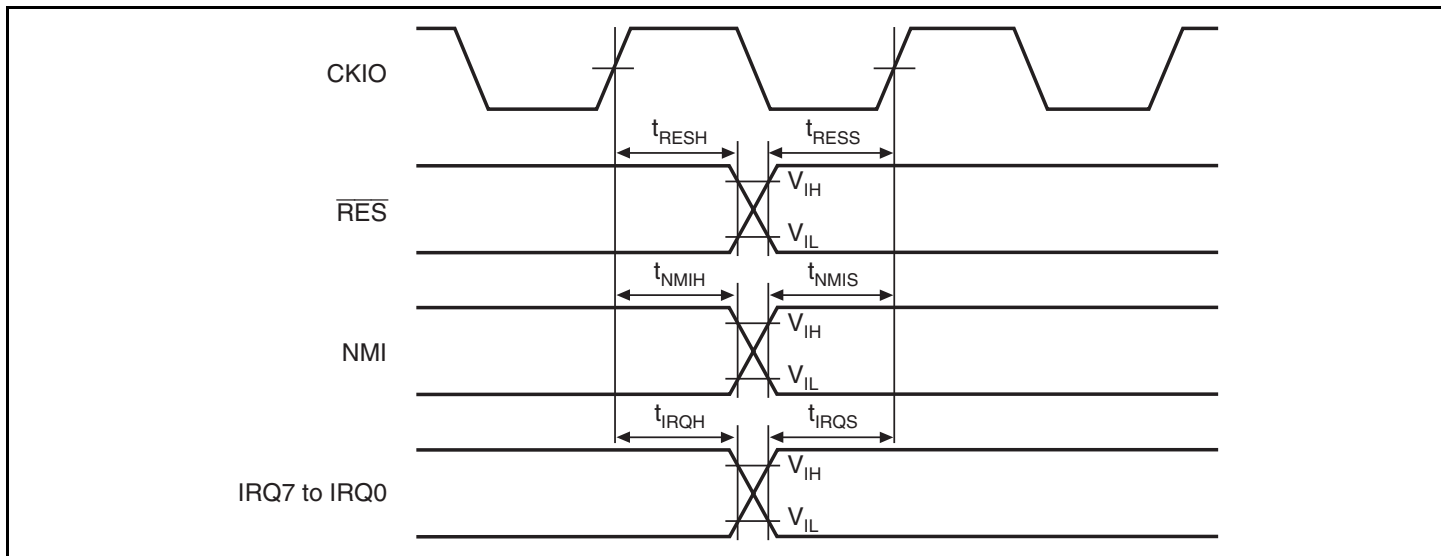 CKIO
tRESH tRESS
RES
VIH
VIL
tNMIH tNMIS
NMI
VIH
VIL
tIRQH tIRQS
IRQ7 to IRQ0
VIH
VIL